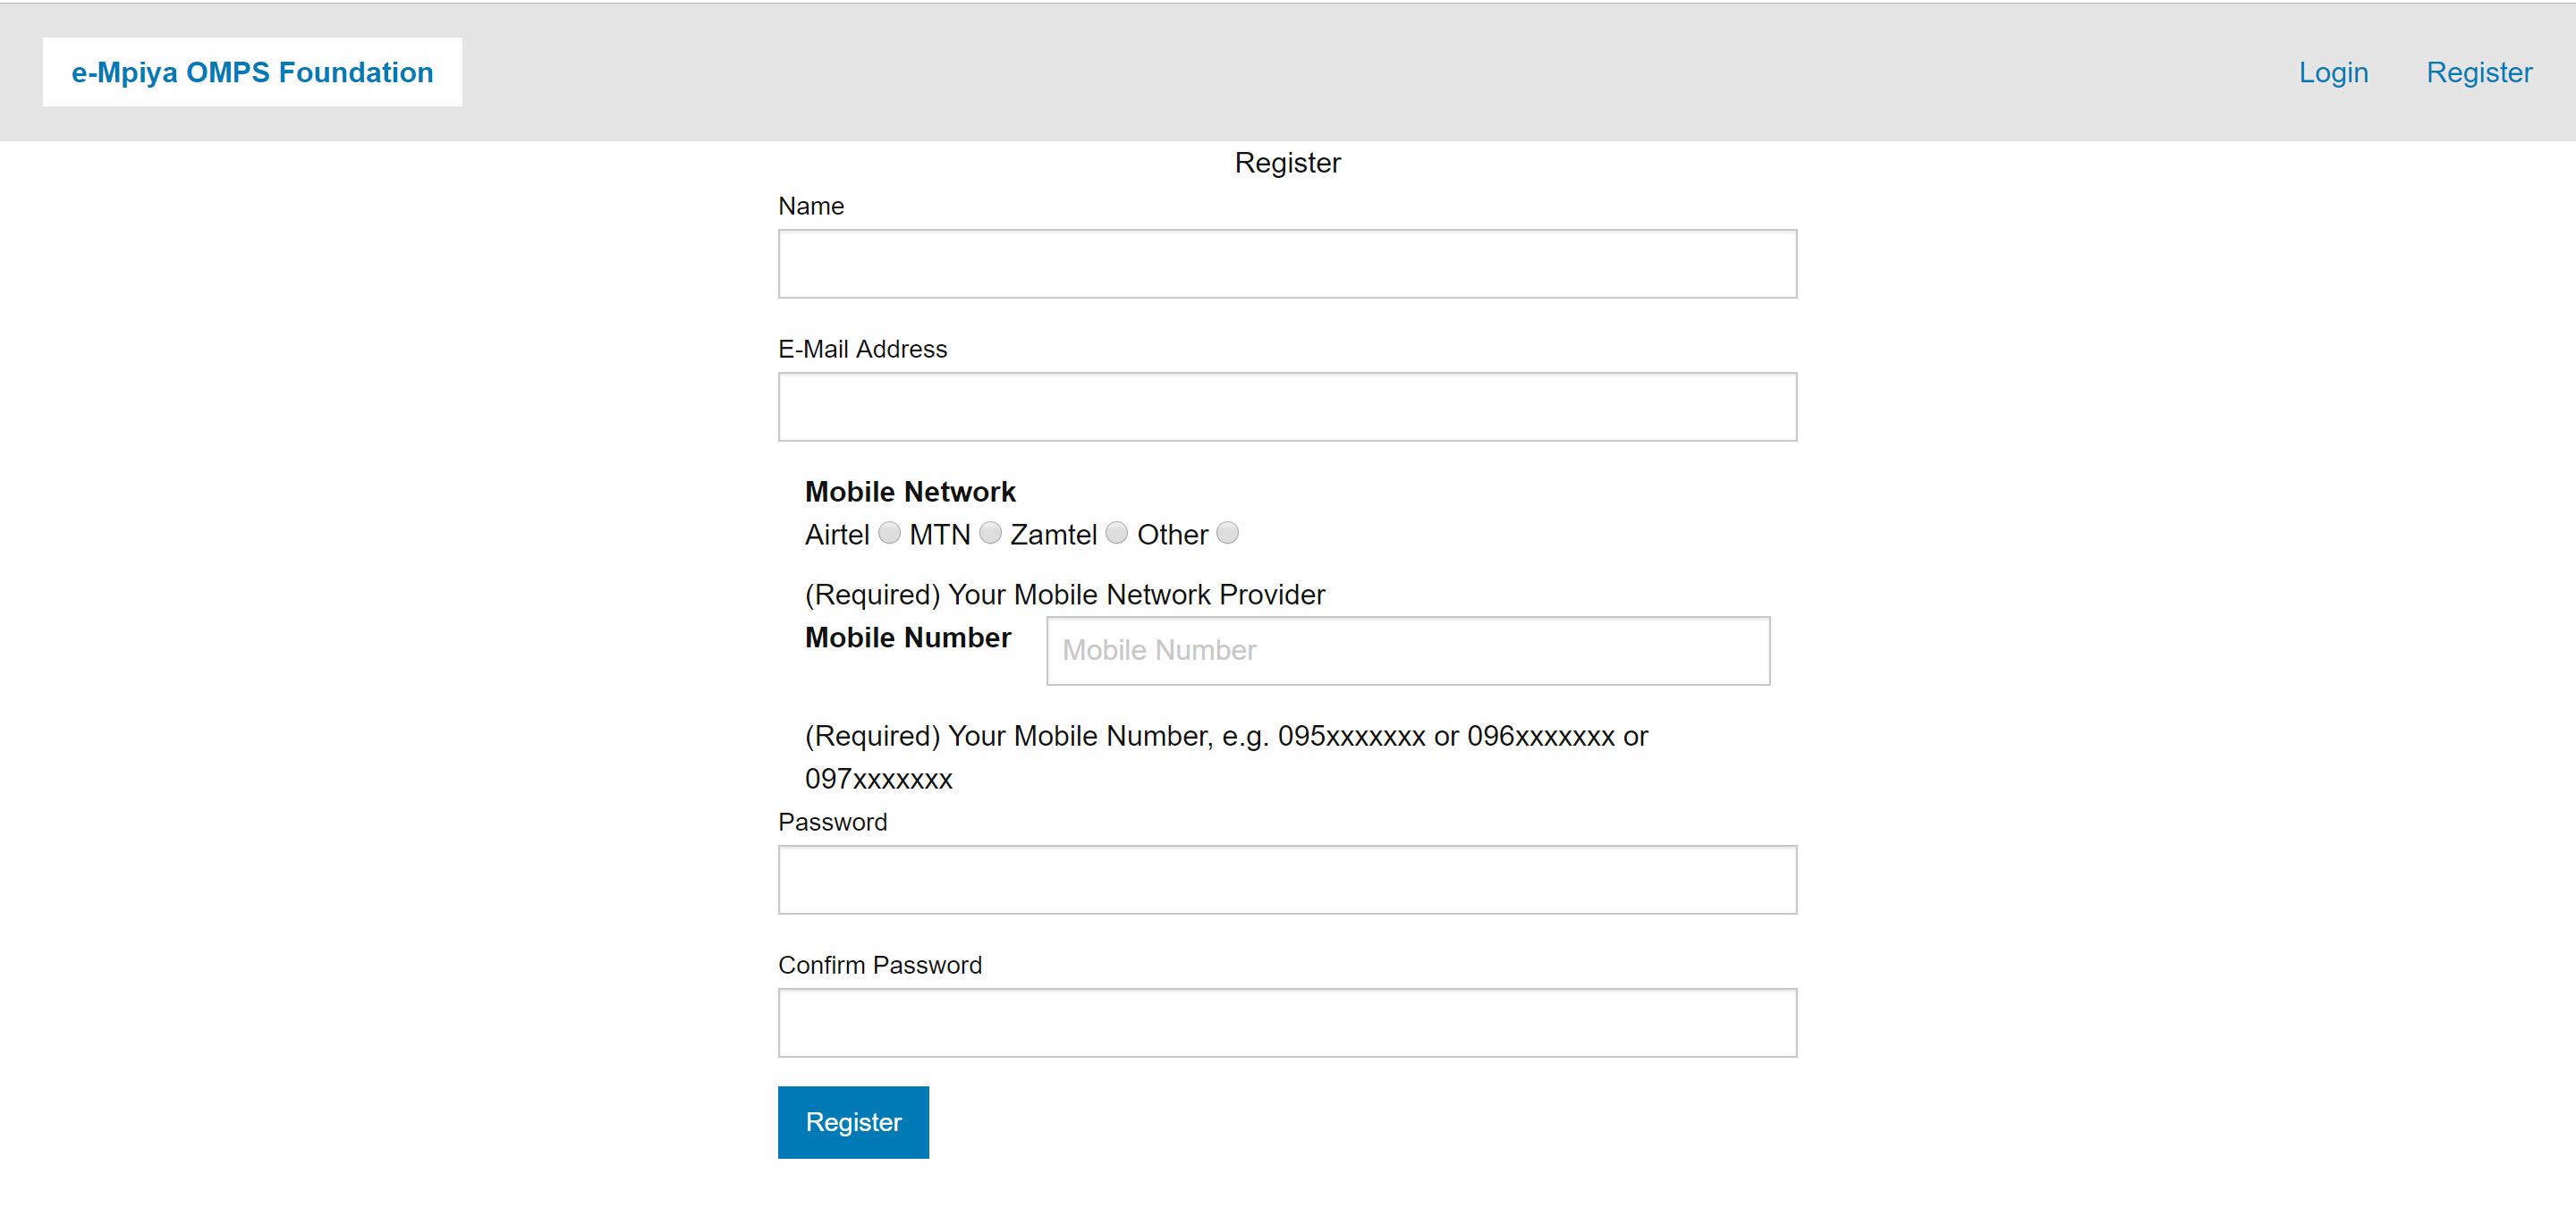 e-Mpiya OMPS Foundation
Login Register
Register
Name
E-Mail Address
Mobile Network
Airtel MTN Zamtel Other
(Required) Your Mobile Network Provider
Mobile Number Mobile Number
(Required) Your Mobile Number, e.g. 095xxxxxxx or 096xxxxxxx or
097xxxxxxx
Password
Confirm Password
Register